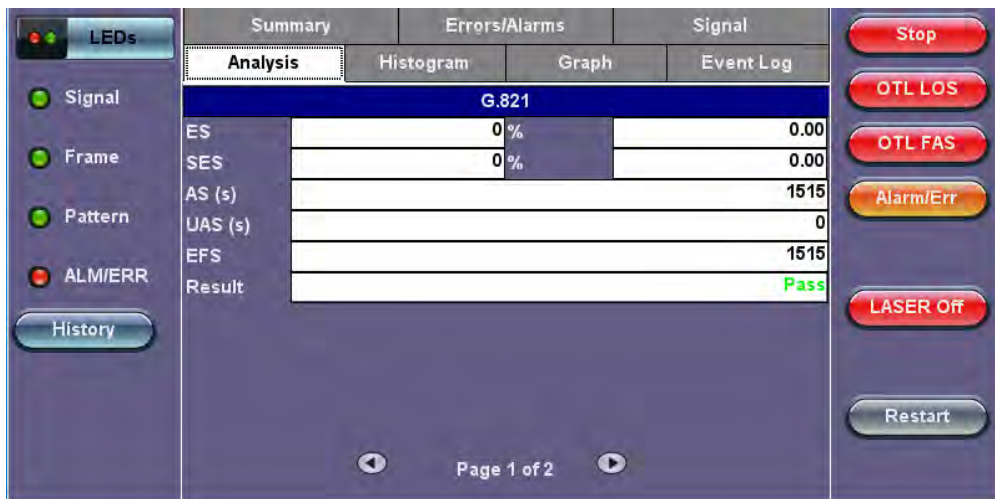 LEDs
Signal
Frame
Pattern
ALM/ERR
History
Summary Errors/Alarms Signal
Analysis Histogram Graph Event Log
G.821
ES 0 % 0.00
SES 0 % 0.00
AS (s) 1515
UAS (s) 0
EFS 1515
Result Pass
Page 1 of 2
Stop
OTL LOS
OTL FAS
Alarm/Err
LASER Off
Restart